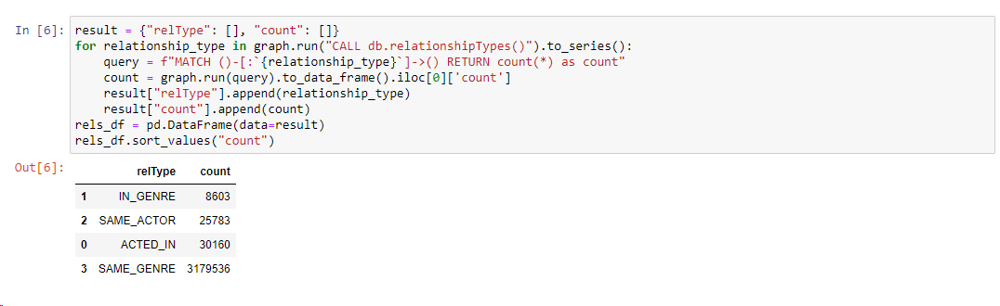 In [6]: result = {"relType": [], "count": []}
for relationship_type in graph.run("CALL db.relationshipTypes()").to_series():
    query = f"MATCH ()-[:`{relationship_type}`]->() RETURN count(*) as count"
    count = graph.run(query).to_data_frame().iloc[0]['count']
    result["relType"].append(relationship_type)
    result["count"].append(count)
rels_df = pd.DataFrame(data=result)
rels_df.sort_values("count")
Out[6]:
relType count
1 IN_GENRE 8603
2 SAME_ACTOR 25783
0 ACTED_IN 30160
3 SAME_GENRE 3179536